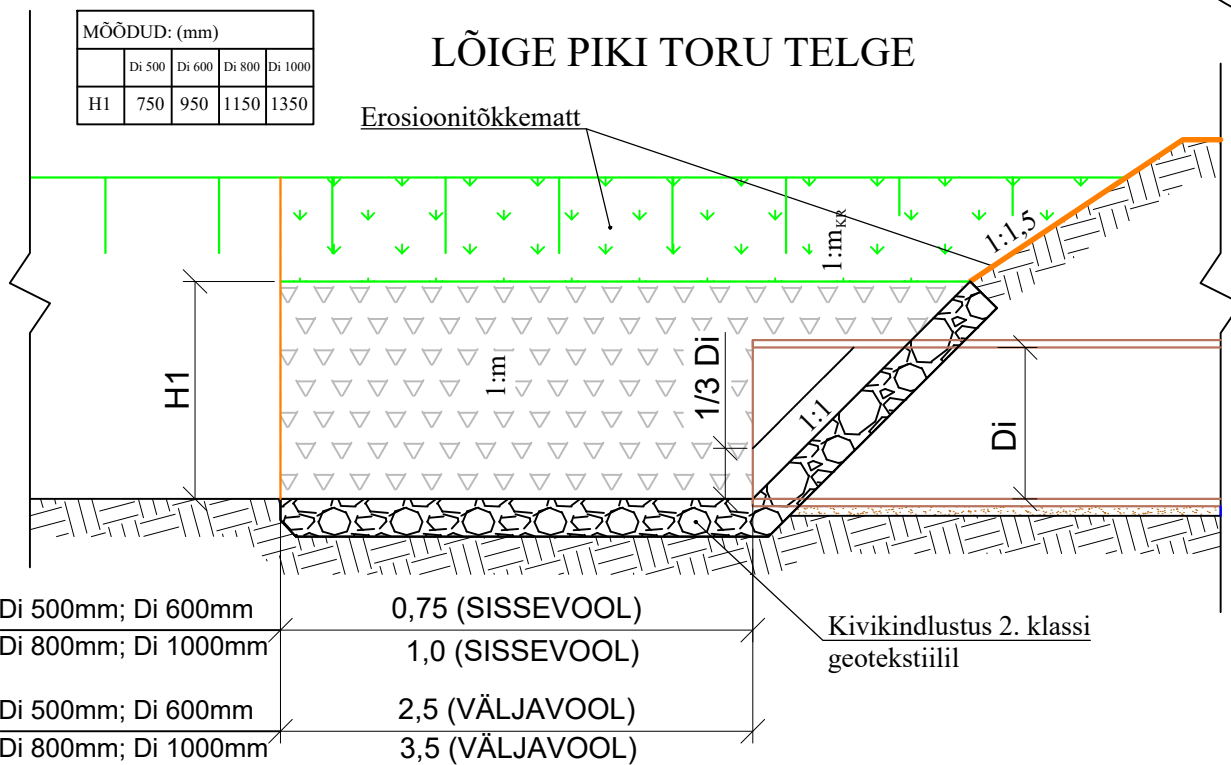 MÕÕDUD: (mm)
Di 500 Di 600 Di 800 Di 1000
H1 750 950 1150 1350
LÕIGE PIKI TORU TELGE
Erosioonitõkkematt
1:mKR
1:1,5
H1
1:m
1/3 Di
1:1
Di
Di 500mm; Di 600mm 0,75 (SISSEVOOL)
Di 800mm; Di 1000mm 1,0 (SISSEVOOL)
Kivikindlustus 2. klassi
geotekstiilil
Di 500mm; Di 600mm 2,5 (VÄLJAVOOL)
Di 800mm; Di 1000mm 3,5 (VÄLJAVOOL)